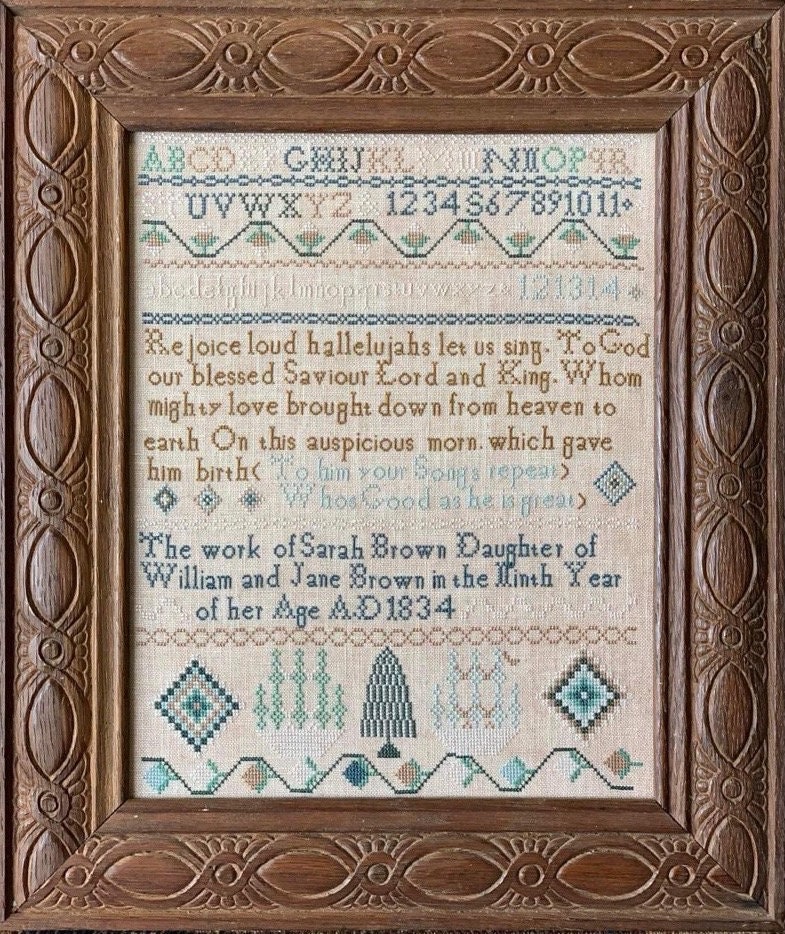 ABCD GHIJKL NOPQR
UVWXYZ 1234567891011
abcdefghijklmnopqrstuvwxyz 121314
Rejoice loud hallelujahs let us sing. To God
our blessed Saviour Lord and King. Whom
mighty love brought down from heaven to
earth On this auspicious morn. which gave
him birth( To him your Songs repeat)
Whos Good as he is great)
The work of Sarah Brown Daughter of
William and Jane Brown in the Ninth Year
of her Age A.D 1834